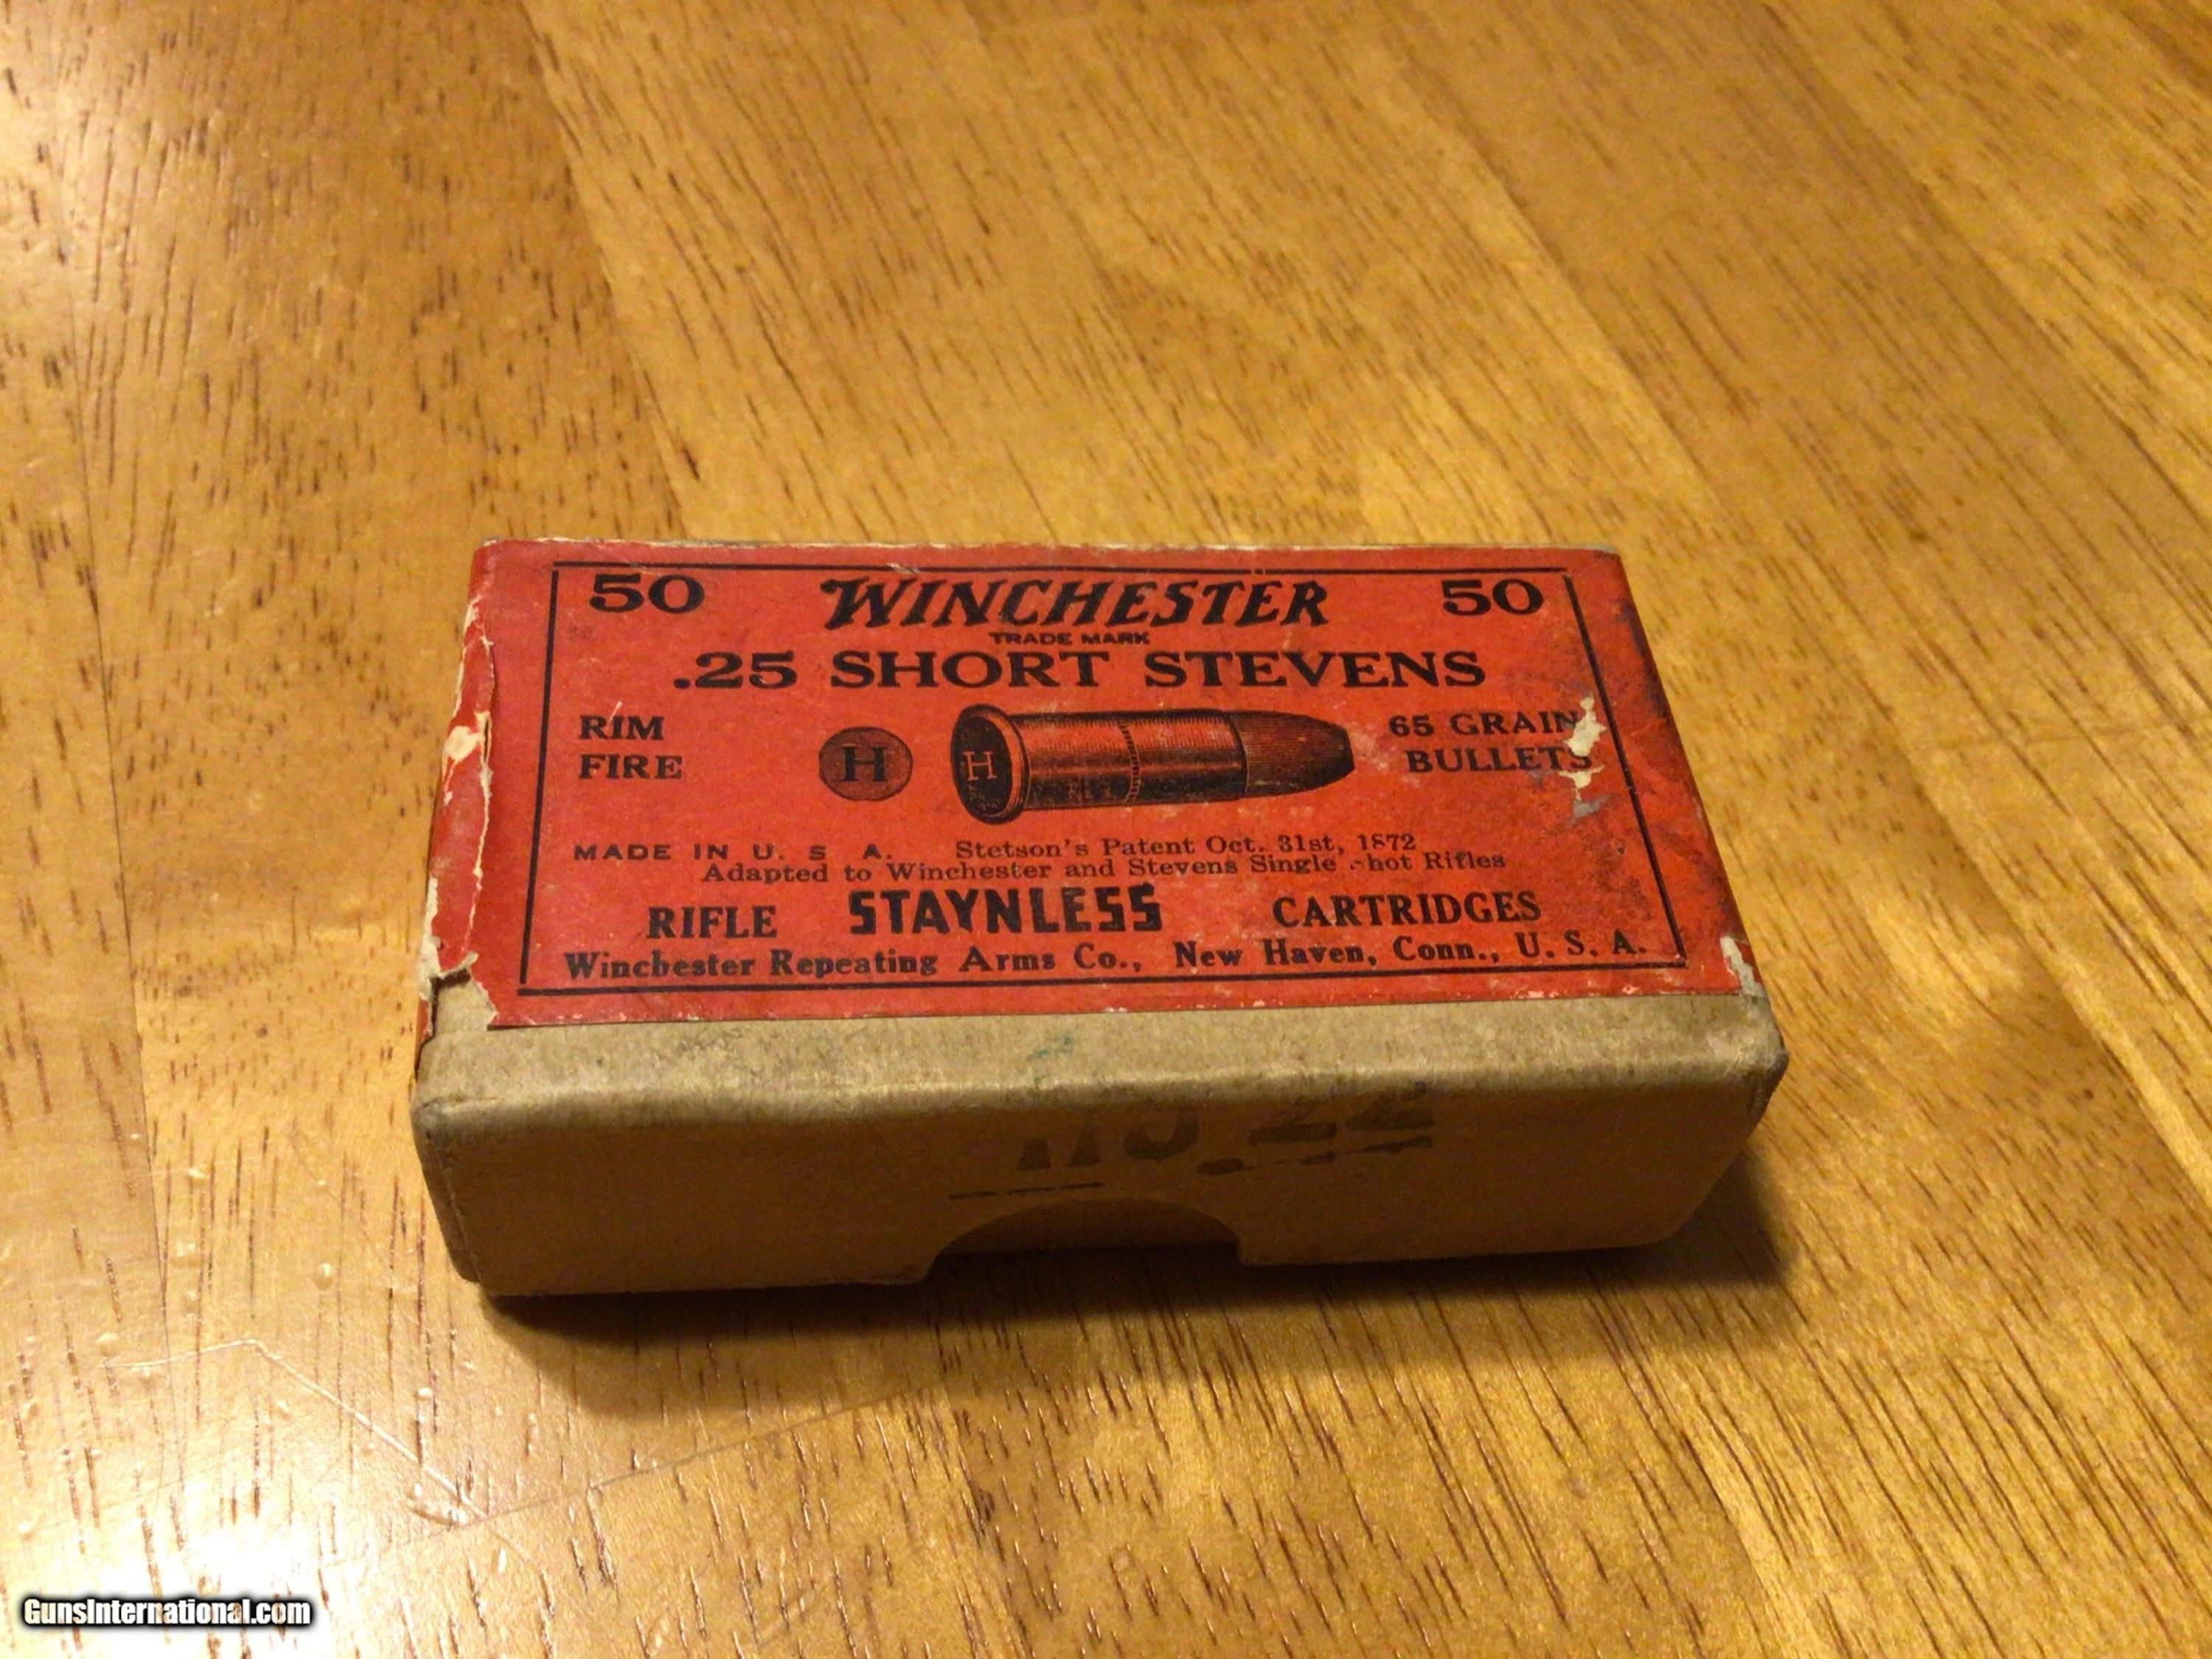 50 WINCHESTER 50
TRADE MARK
.25 SHORT STEVENS
RIM FIRE
H
H
65 GRAIN BULLETS
MADE IN U. S A. Stetson's Patent Oct. 31st, 1872
Adapted to Winchester and Stevens Single hot Rifles
RIFLE STAYNLESS CARTRIDGES
Winchester Repeating Arms Co., New Haven, Conn., U. S. A.
GunsInternational.com